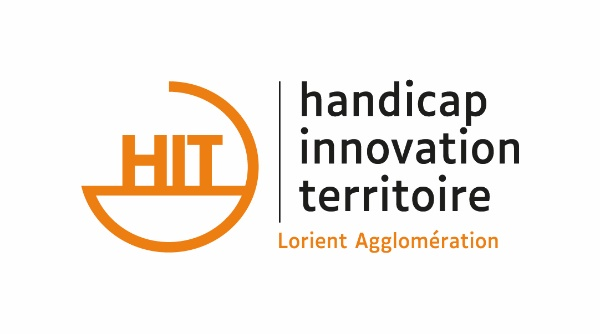 HIT
handicap
innovation
territoire
Lorient Agglomération